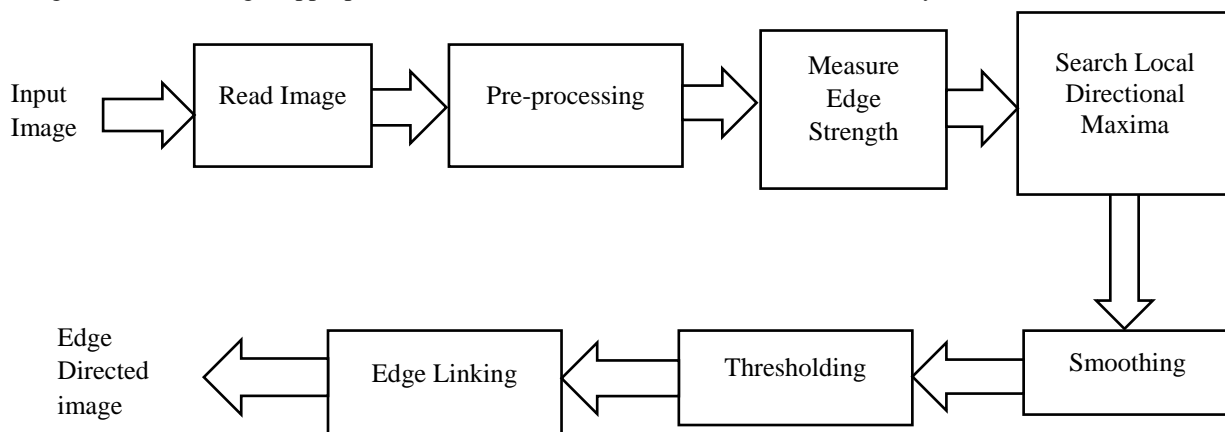 Input
Image
Read Image
Pre-processing
Measure
Edge
Strength
Search Local
Directional
Maxima
Smoothing
Thresholding
Edge Linking
Edge
Directed
image